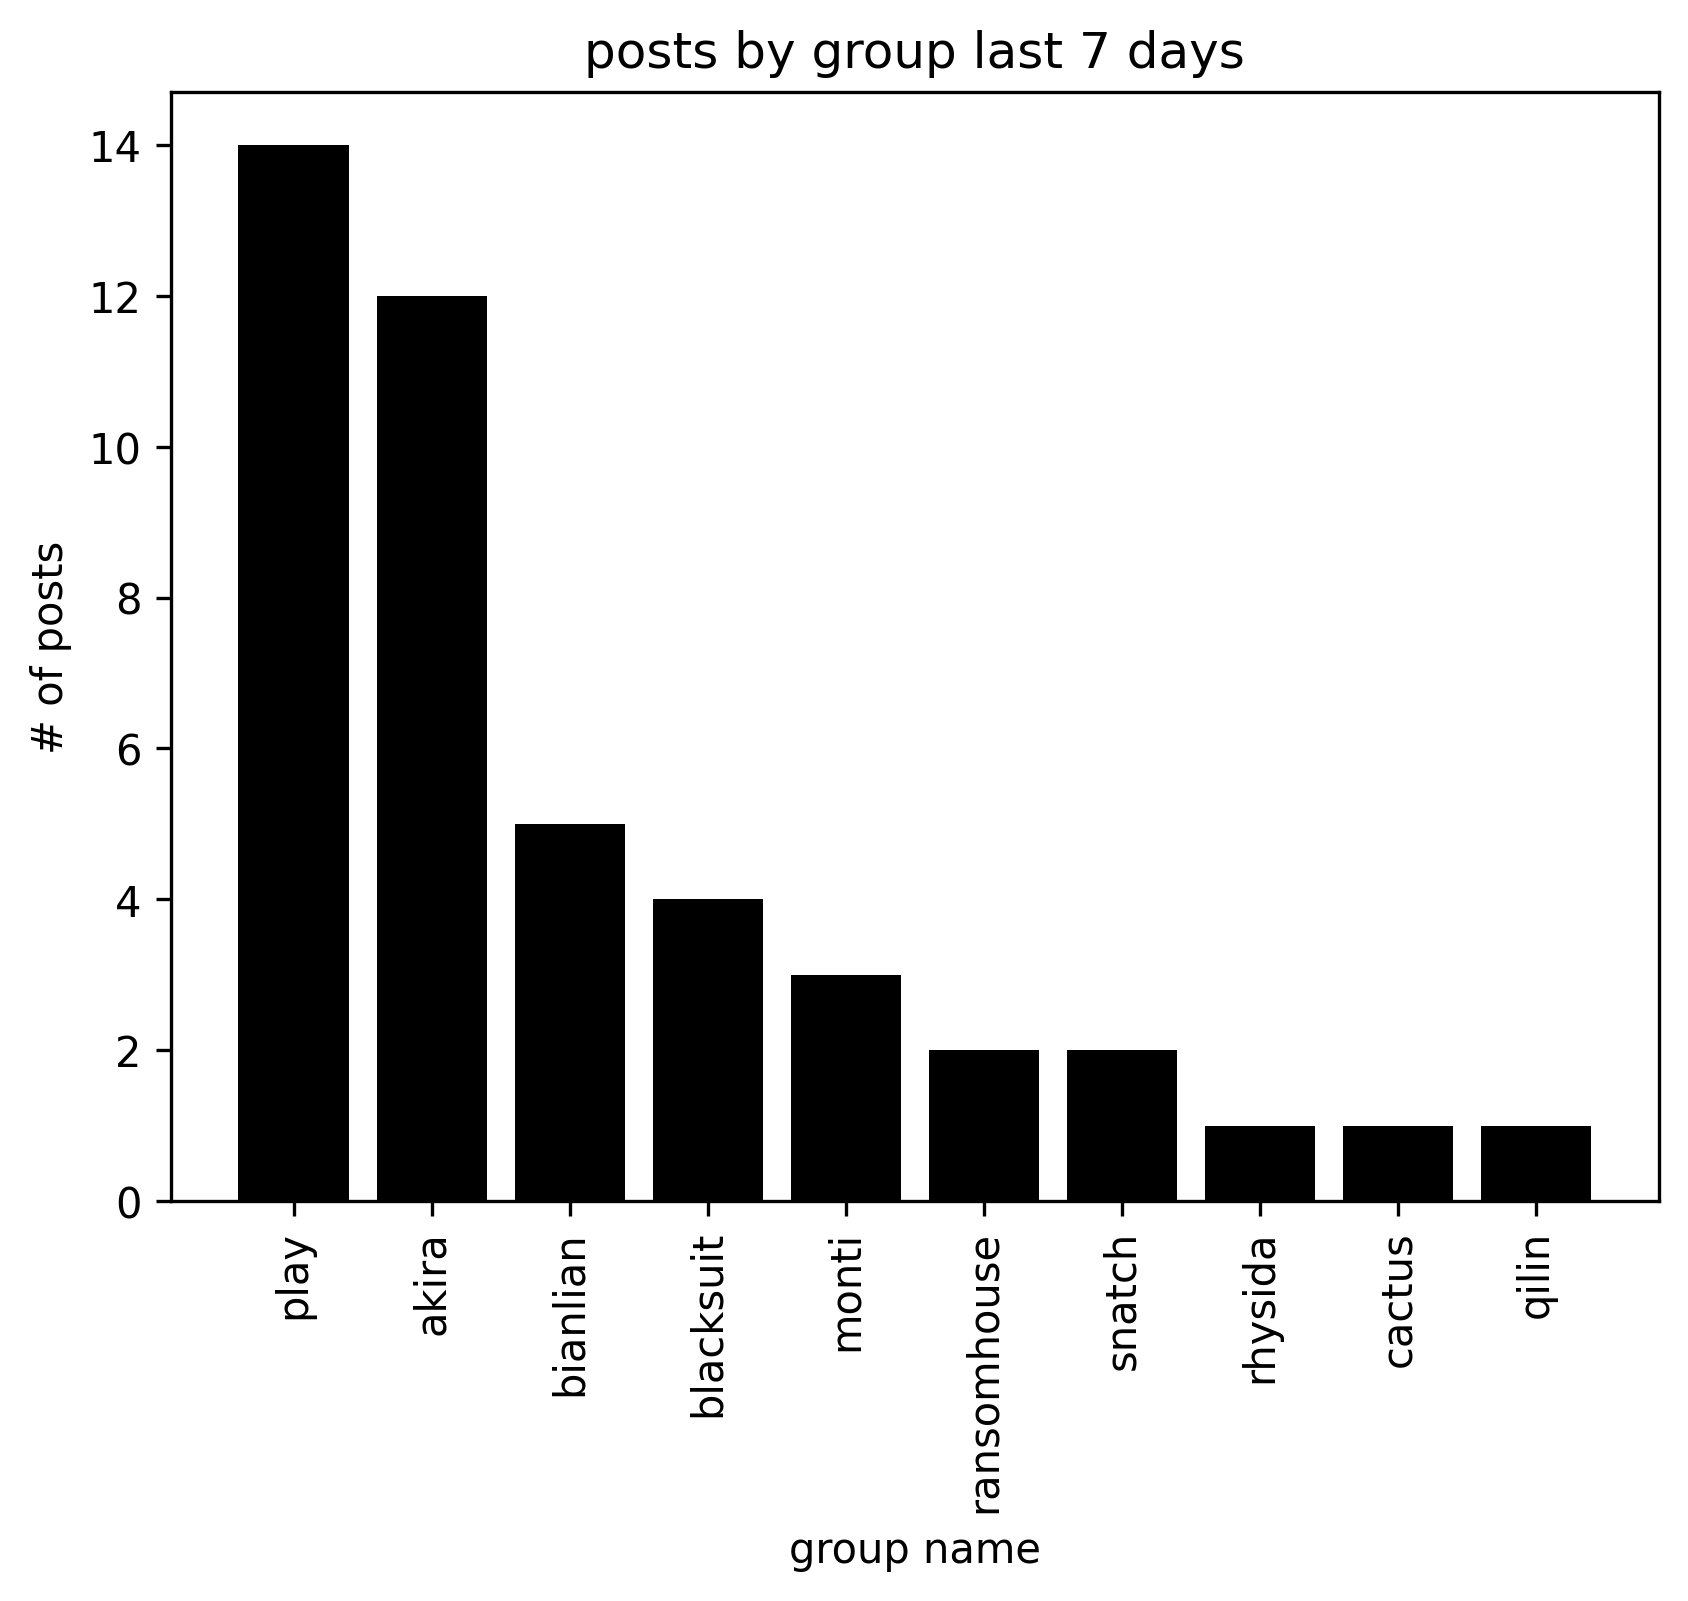 posts by group last 7 days
14
12
10
8
6
4
2
0
# of posts
play
akira
bianlian
blacksuit
monti
ransomhouse
snatch
rhysida
cactus
qilin
group name